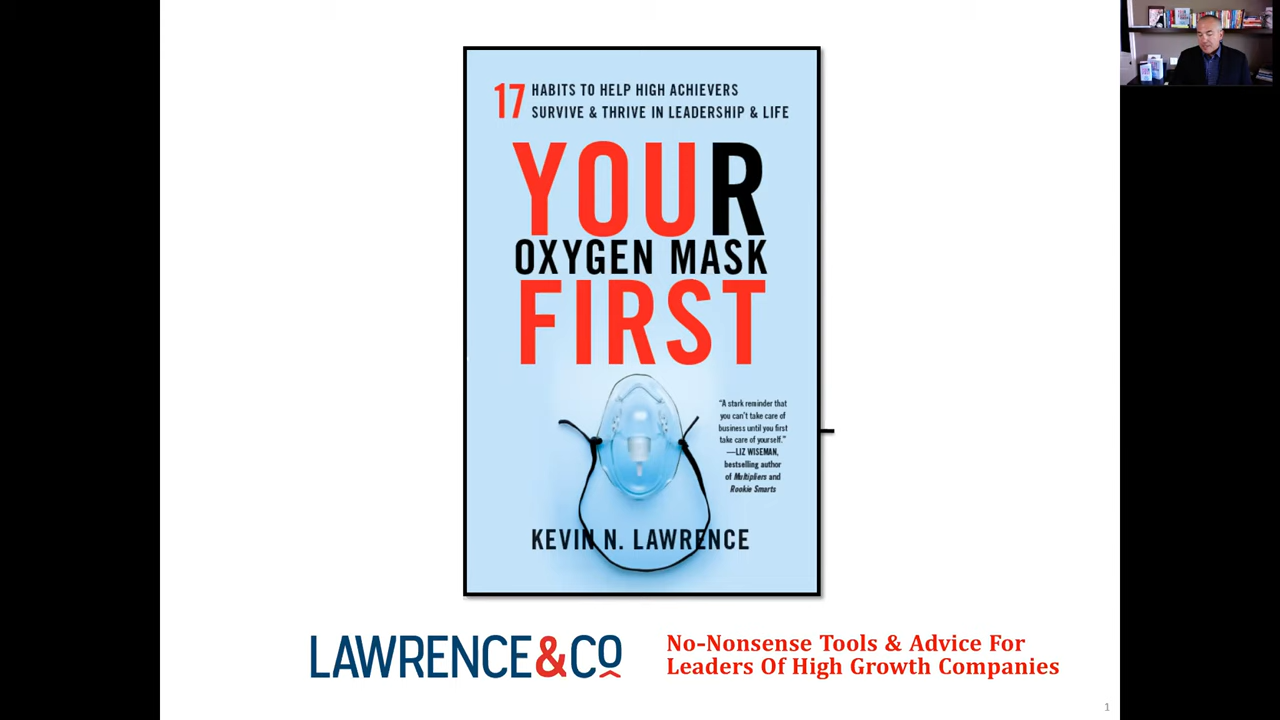 17 HABITS TO HELP HIGH ACHIEVERS
SURVIVE & THRIVE IN LEADERSHIP & LIFE
YOUR
OXYGEN MASK
FIRST
“A stark reminder that
you can't take care of
business until you first
take care of yourself.”
—LIZ WISEMAN,
bestselling author
of Multipliers and
Rookie Smarts
KEVIN N. LAWRENCE
LAWRENCE&CO
No-Nonsense Tools & Advice For
Leaders Of High Growth Companies
1